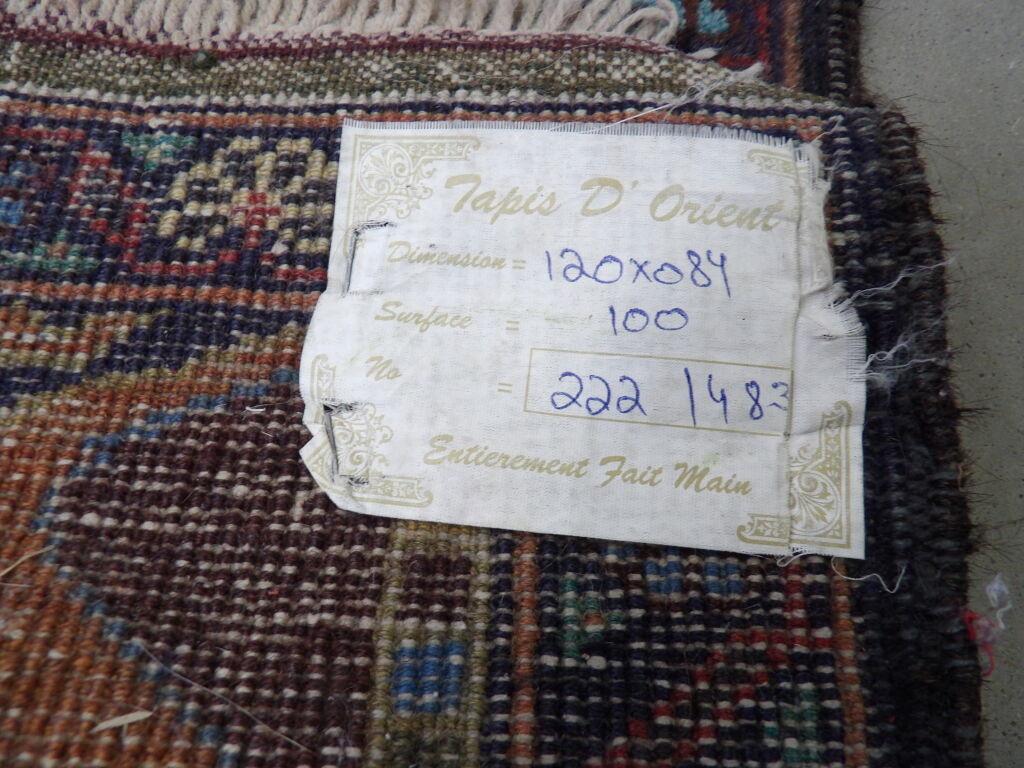 Tapis D' Orient
Dimension = 120x084
Surface = 100
No = 222 1483
Entierement Fait Main